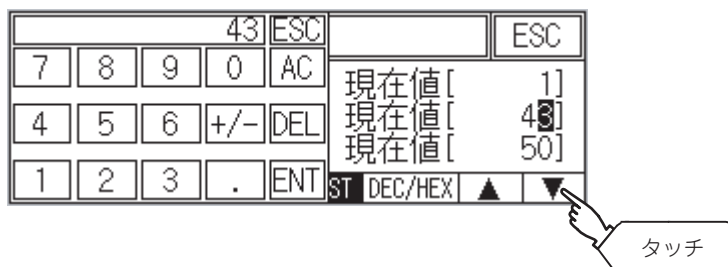 43 ESC
7 8 9 0 AC
4 5 6 +/- DEL
1 2 3 . ENT
ESC
現在値[ 1]
現在値[ 43]
現在値[ 50]
ST DEC/HEX ▲ ▼
タッチ